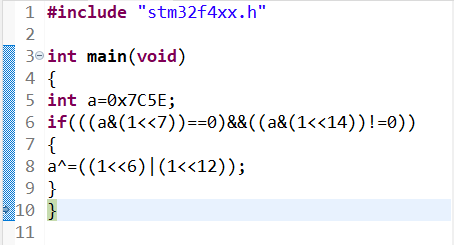 1 #include "stm32f4xx.h"
2
3 int main(void)
4 {
5 int a=0x7C5E;
6 if(((a&(1<<7))==0)&&((a&(1<<14))!=0))
7 {
8 a^=((1<<6)|(1<<12));
9 }
10 }
11